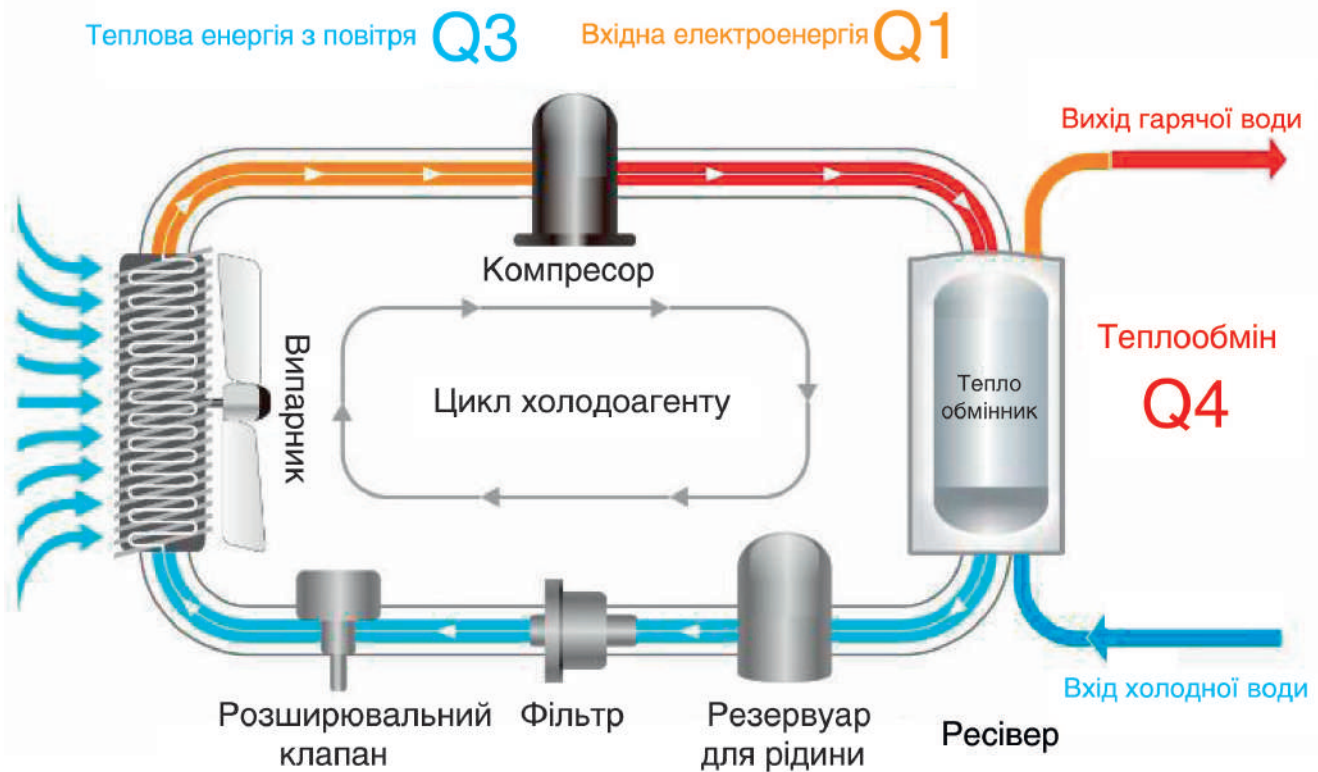 Теплова енергія з повітря Q3
Вхідна електроенергія Q1
Вихід гарячої води
Компресор
Випарник
Цикл холодоагенту
Тепло
обмінник
Теплообмін
Q4
Вхід холодної води
Розширювальний
клапан
Фільтр
Резервуар
для рідини
Ресівер